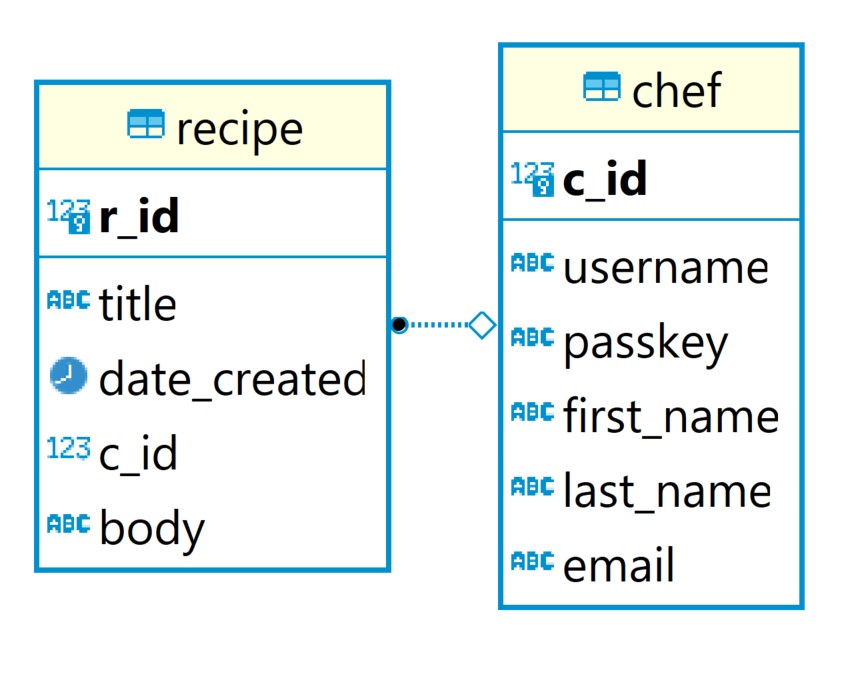 recipe
123 r_id
ABC title
date_created
123 c_id
ABC body
chef
123 c_id
ABC username
ABC passkey
ABC first_name
ABC last_name
ABC email